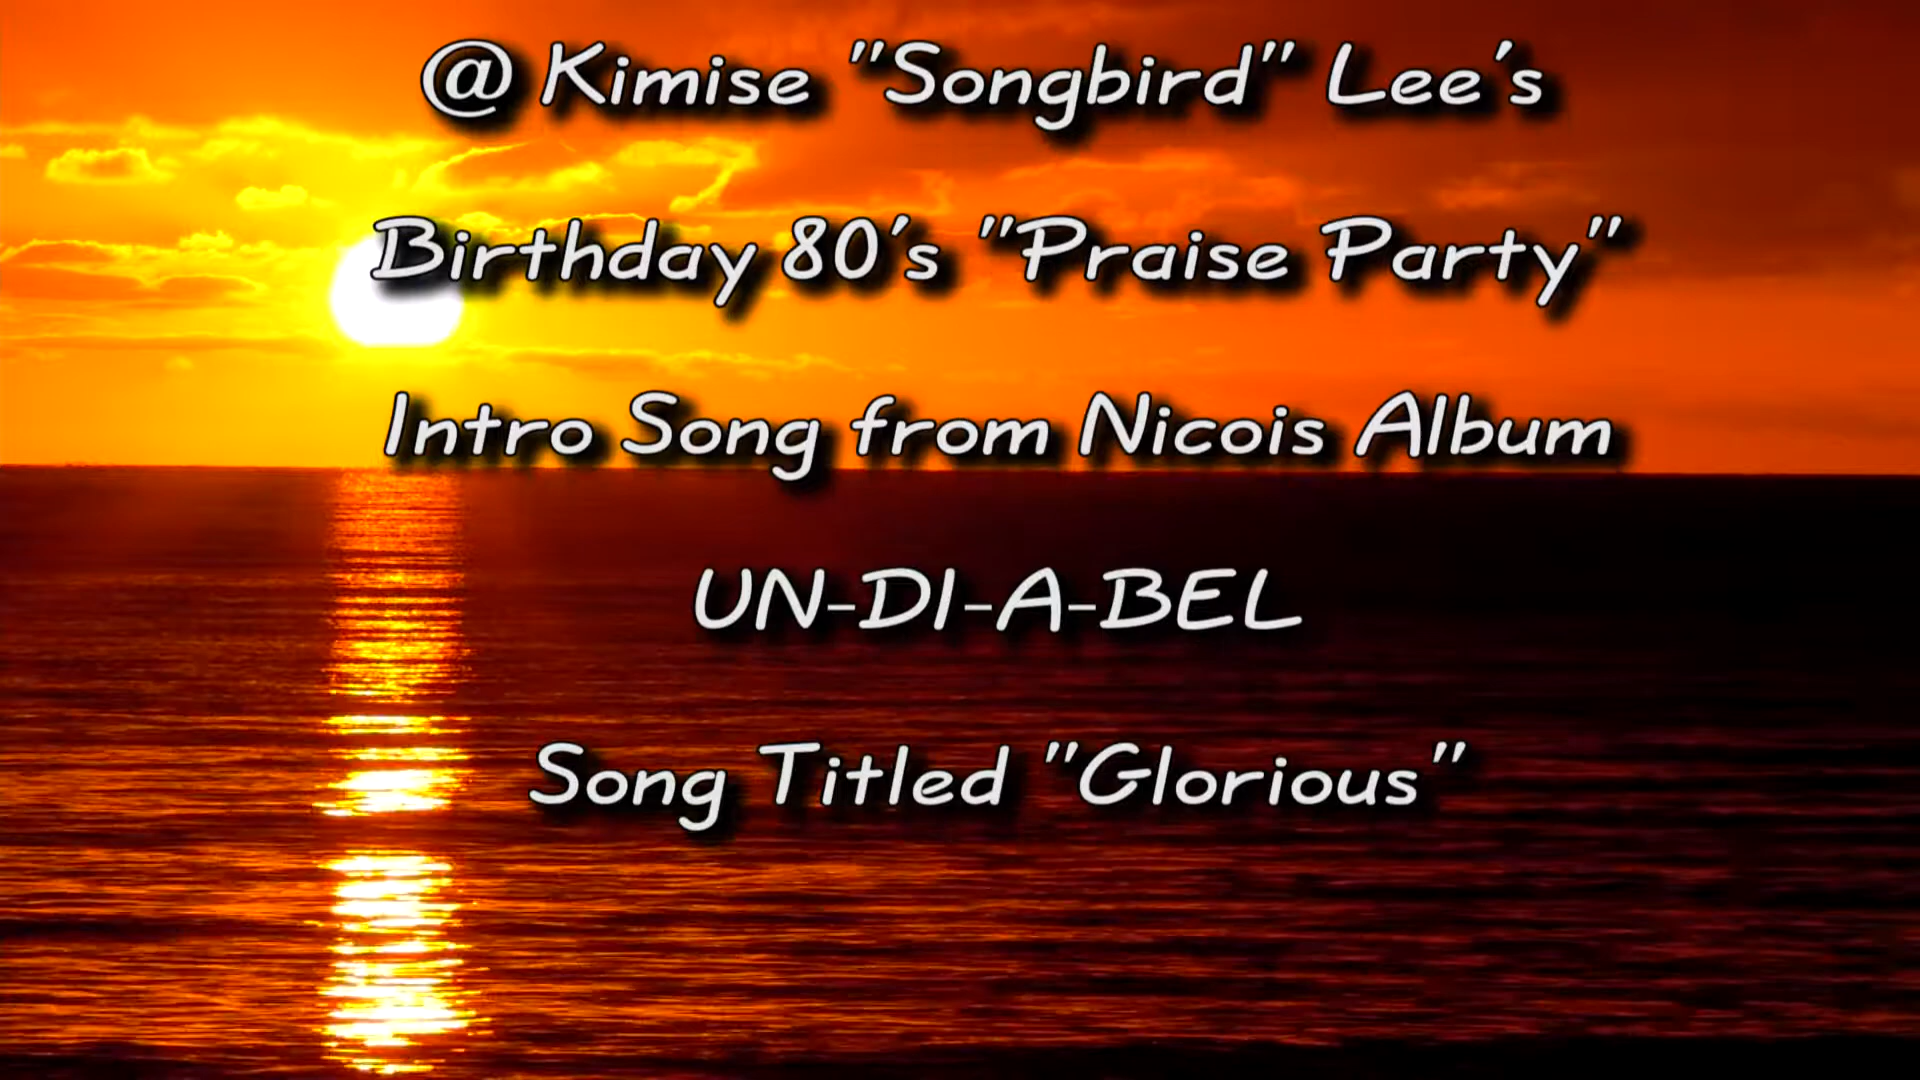 @ Kimise "Songbird" Lee's
Birthday 80's "Praise Party"
Intro Song from Nicois Album
UN-DI-A-BEL
Song Titled "Glorious"